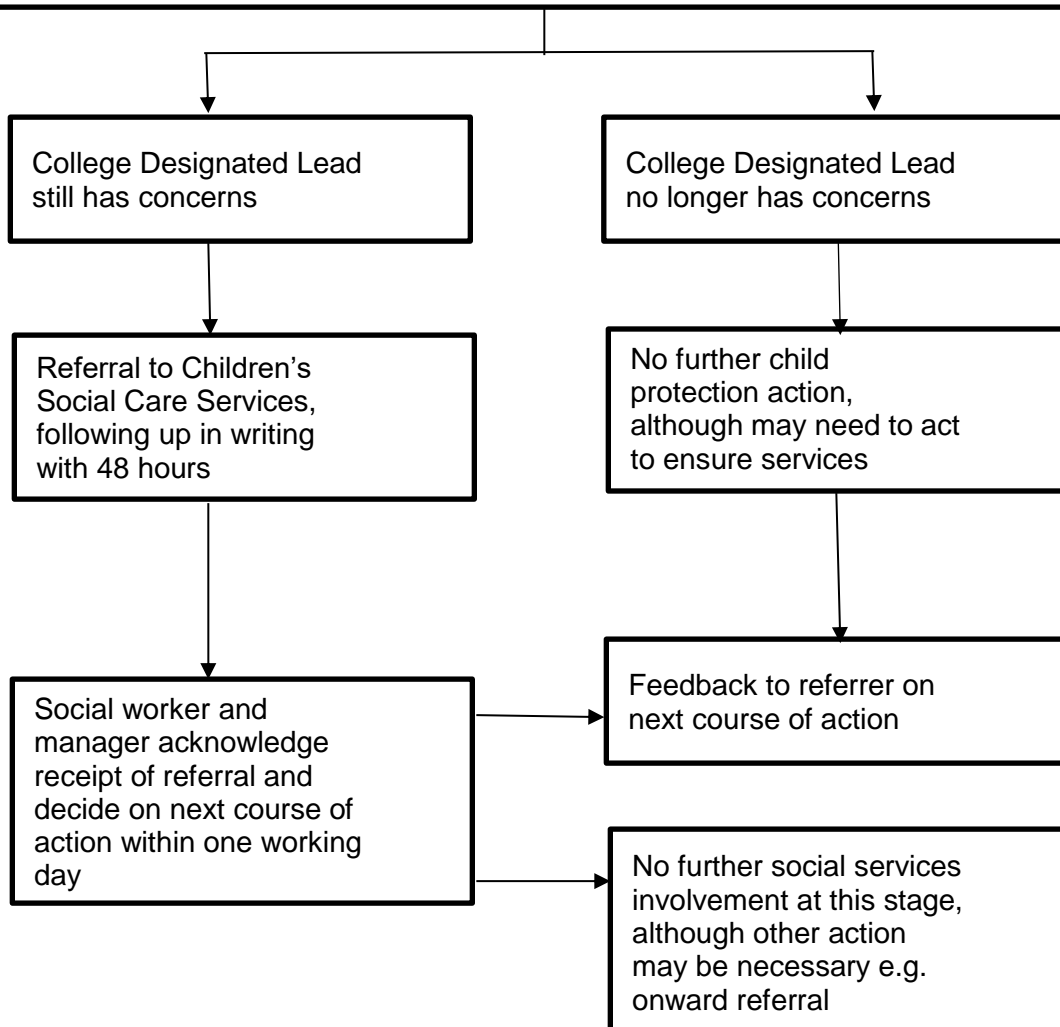 College Designated Lead
still has concerns
College Designated Lead
no longer has concerns
Referral to Children’s
Social Care Services,
following up in writing
with 48 hours
No further child
protection action,
although may need to act
to ensure services
Social worker and
manager acknowledge
receipt of referral and
decide on next course of
action within one working
day
Feedback to referrer on
next course of action
No further social services
involvement at this stage,
although other action
may be necessary e.g.
onward referral